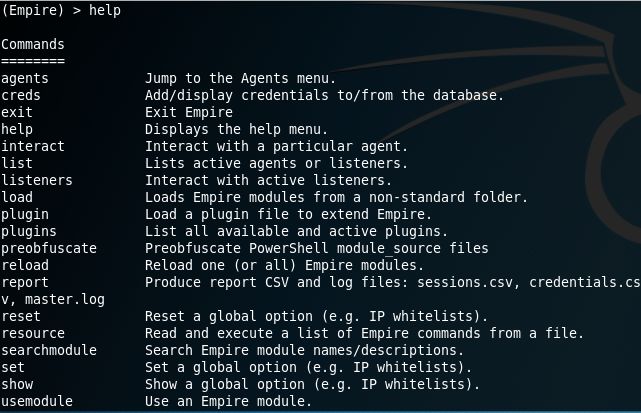 (Empire) > help
Commands
========
agents Jump to the Agents menu.
creds Add/display credentials to/from the database.
exit Exit Empire
help Displays the help menu.
interact Interact with a particular agent.
list Lists active agents or listeners.
listeners Interact with active listeners.
load Loads Empire modules from a non-standard folder.
plugin Load a plugin file to extend Empire.
plugins List all available and active plugins.
preobfuscate Preobfuscate PowerShell module_source files
reload Reload one (or all) Empire modules.
report Produce report CSV and log files: sessions.csv, credentials.cs
v, master.log
reset Reset a global option (e.g. IP whitelists).
resource Read and execute a list of Empire commands from a file.
searchmodule Search Empire module names/descriptions.
set Set a global option (e.g. IP whitelists).
show Show a global option (e.g. IP whitelists).
usemodule Use an Empire module.